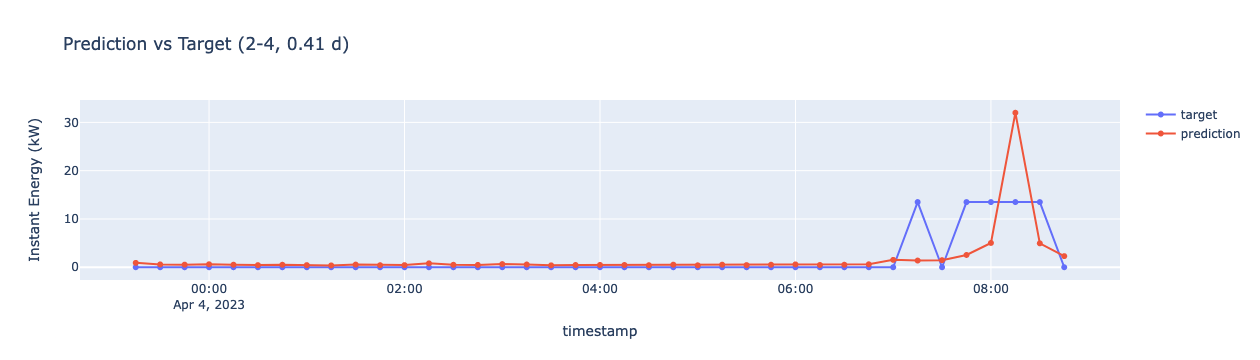 Prediction vs Target (2-4, 0.41 d)
target
prediction
Instant Energy (kW)
30
20
10
0
00:00
02:00
04:00
06:00
08:00
Apr 4, 2023
timestamp